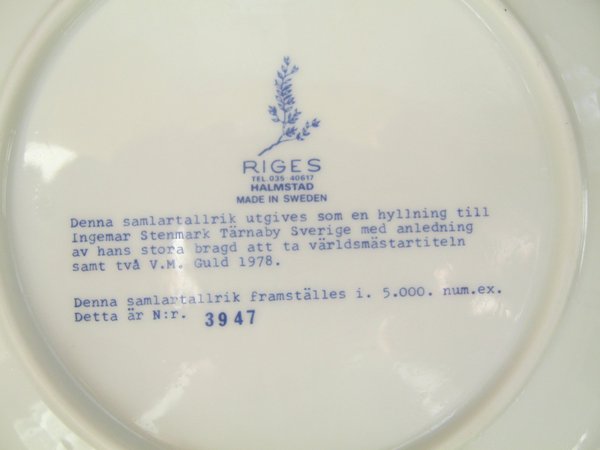 RIGES
TEL. 035-40617
HALMSTAD
MADE IN SWEDEN
Denna samlartallrik utgives som en hyllning till
Ingemar Stenmark Tärnaby Sverige med anledning
av hans stora bragd att ta världsmästartiteln
samt två V.M. Guld 1978.
Denna samlartallrik framställes i. 5.000. num.ex.
Detta är N:r. 3947